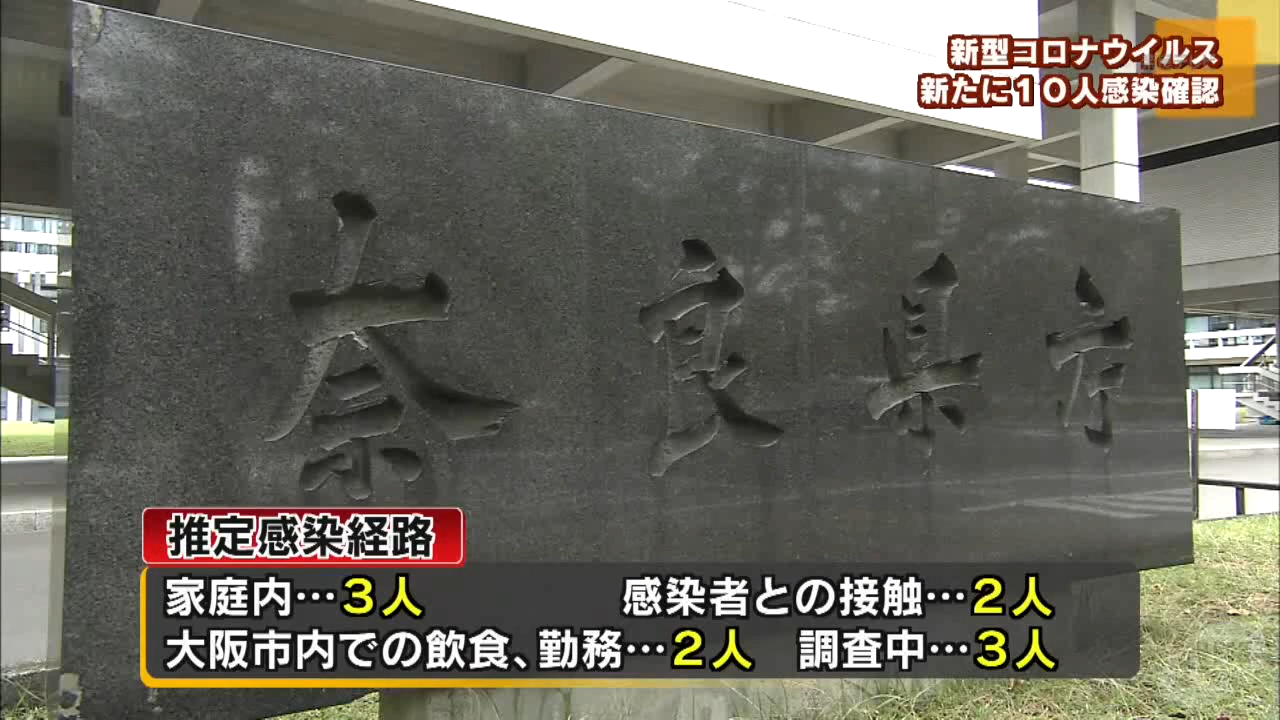 新型コロナウイルス
新たに１０人感染確認
奈良県庁
推定感染経路
家庭内…３人　感染者との接触…２人
大阪市内での飲食、勤務…２人　調査中…３人